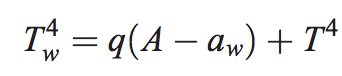 T_w^4 = q(A − a_w) + T^4